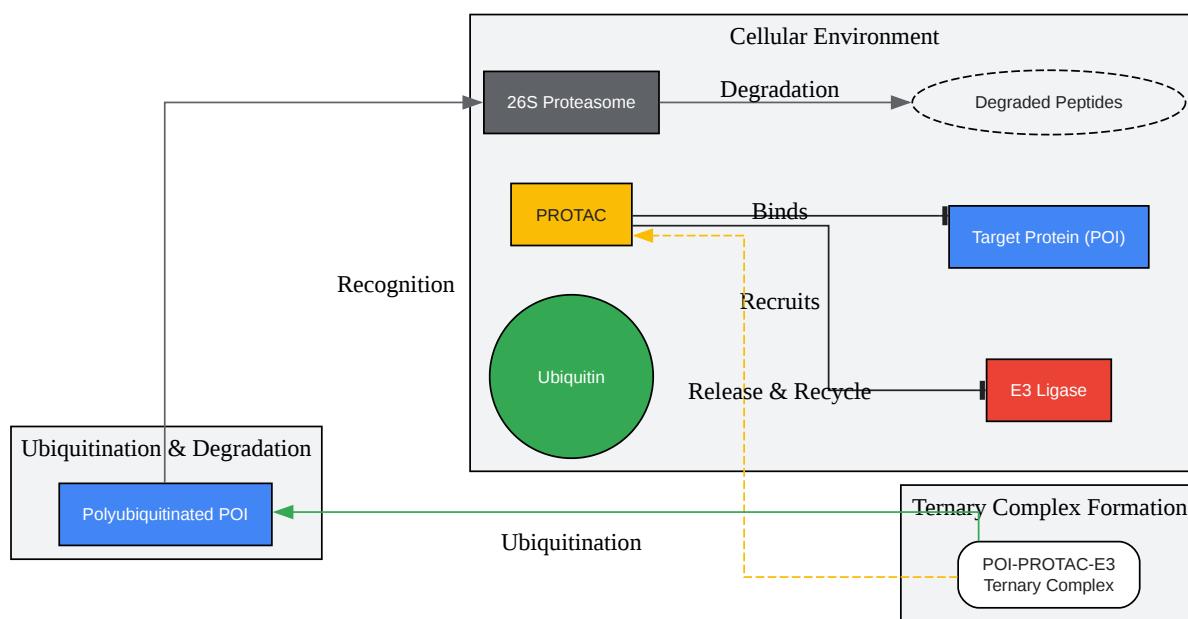 Cellular Environment
26S Proteasome
Degradation
Degraded Peptides
PROTAC
Binds
Target Protein (POI)
Recognition
Recruits
Ubiquitin
Release & Recycle
E3 Ligase
Ubiquitination & Degradation
Polyubiquitinated POI
Ubiquitination
Ternary Complex Formation
POI-PROTAC-E3
Ternary Complex